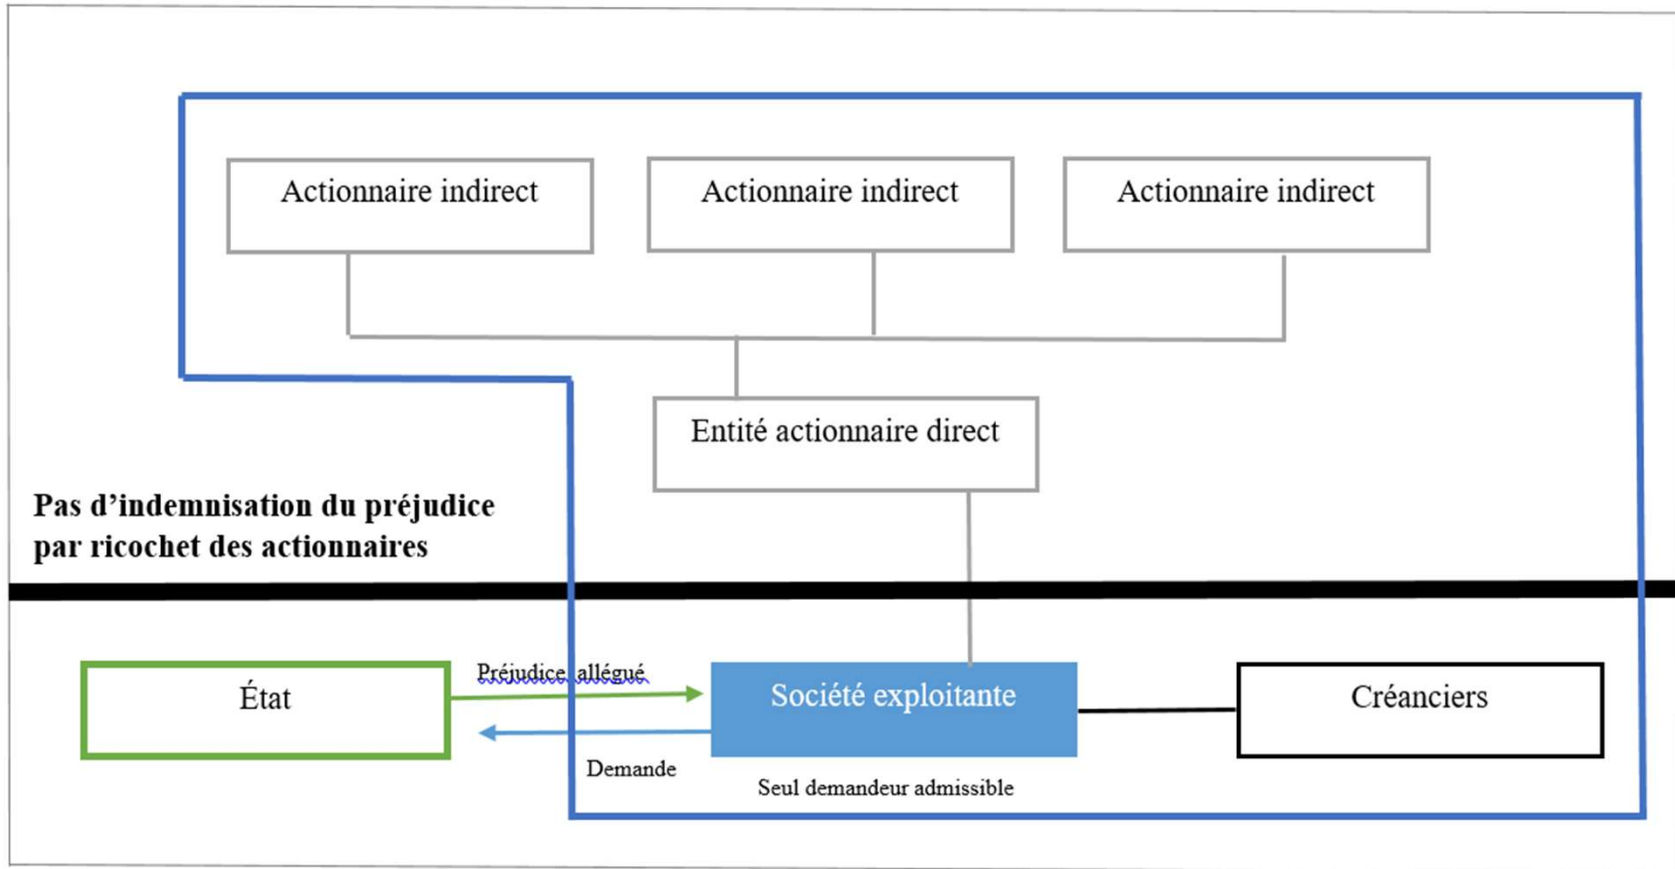 Actionnaire indirect
Actionnaire indirect
Actionnaire indirect
Entité actionnaire direct
Pas d’indemnisation du préjudice
par ricochet des actionnaires
État
Préjudice allégué
Société exploitante
Créanciers
Demande
Seul demandeur admissible